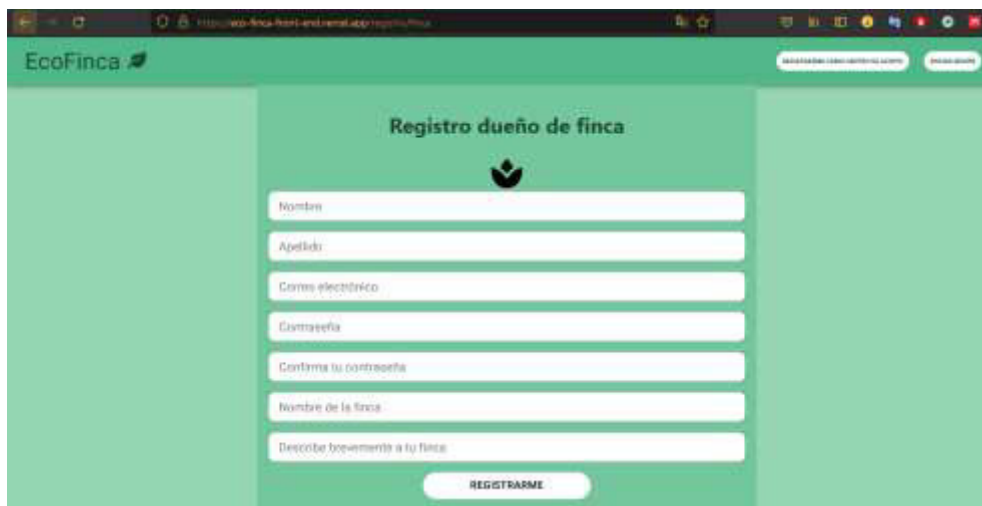 EcoFinca
Registro dueño de finca
Nombre
Apellido
Correo electrónico
Contraseña
Confirma tu contraseña
Nombre de la finca
Describe brevemente a tu finca
REGISTRARME